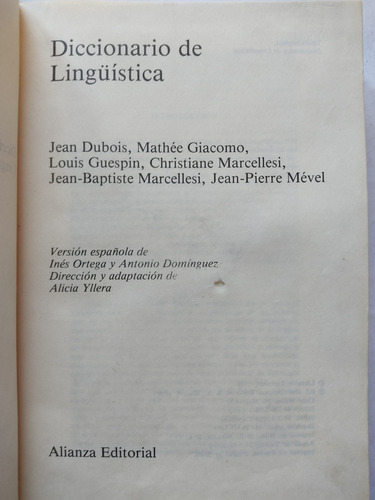 Diccionario de
Lingüística
Jean Dubois, Mathée Giacomo,
Louis Guespin, Christiane Marcellesi,
Jean-Baptiste Marcellesi, Jean-Pierre Mével
Versión española de
Inés Ortega y Antonio Domínguez
Dirección y adaptación de
Alicia Yllera
Alianza Editorial